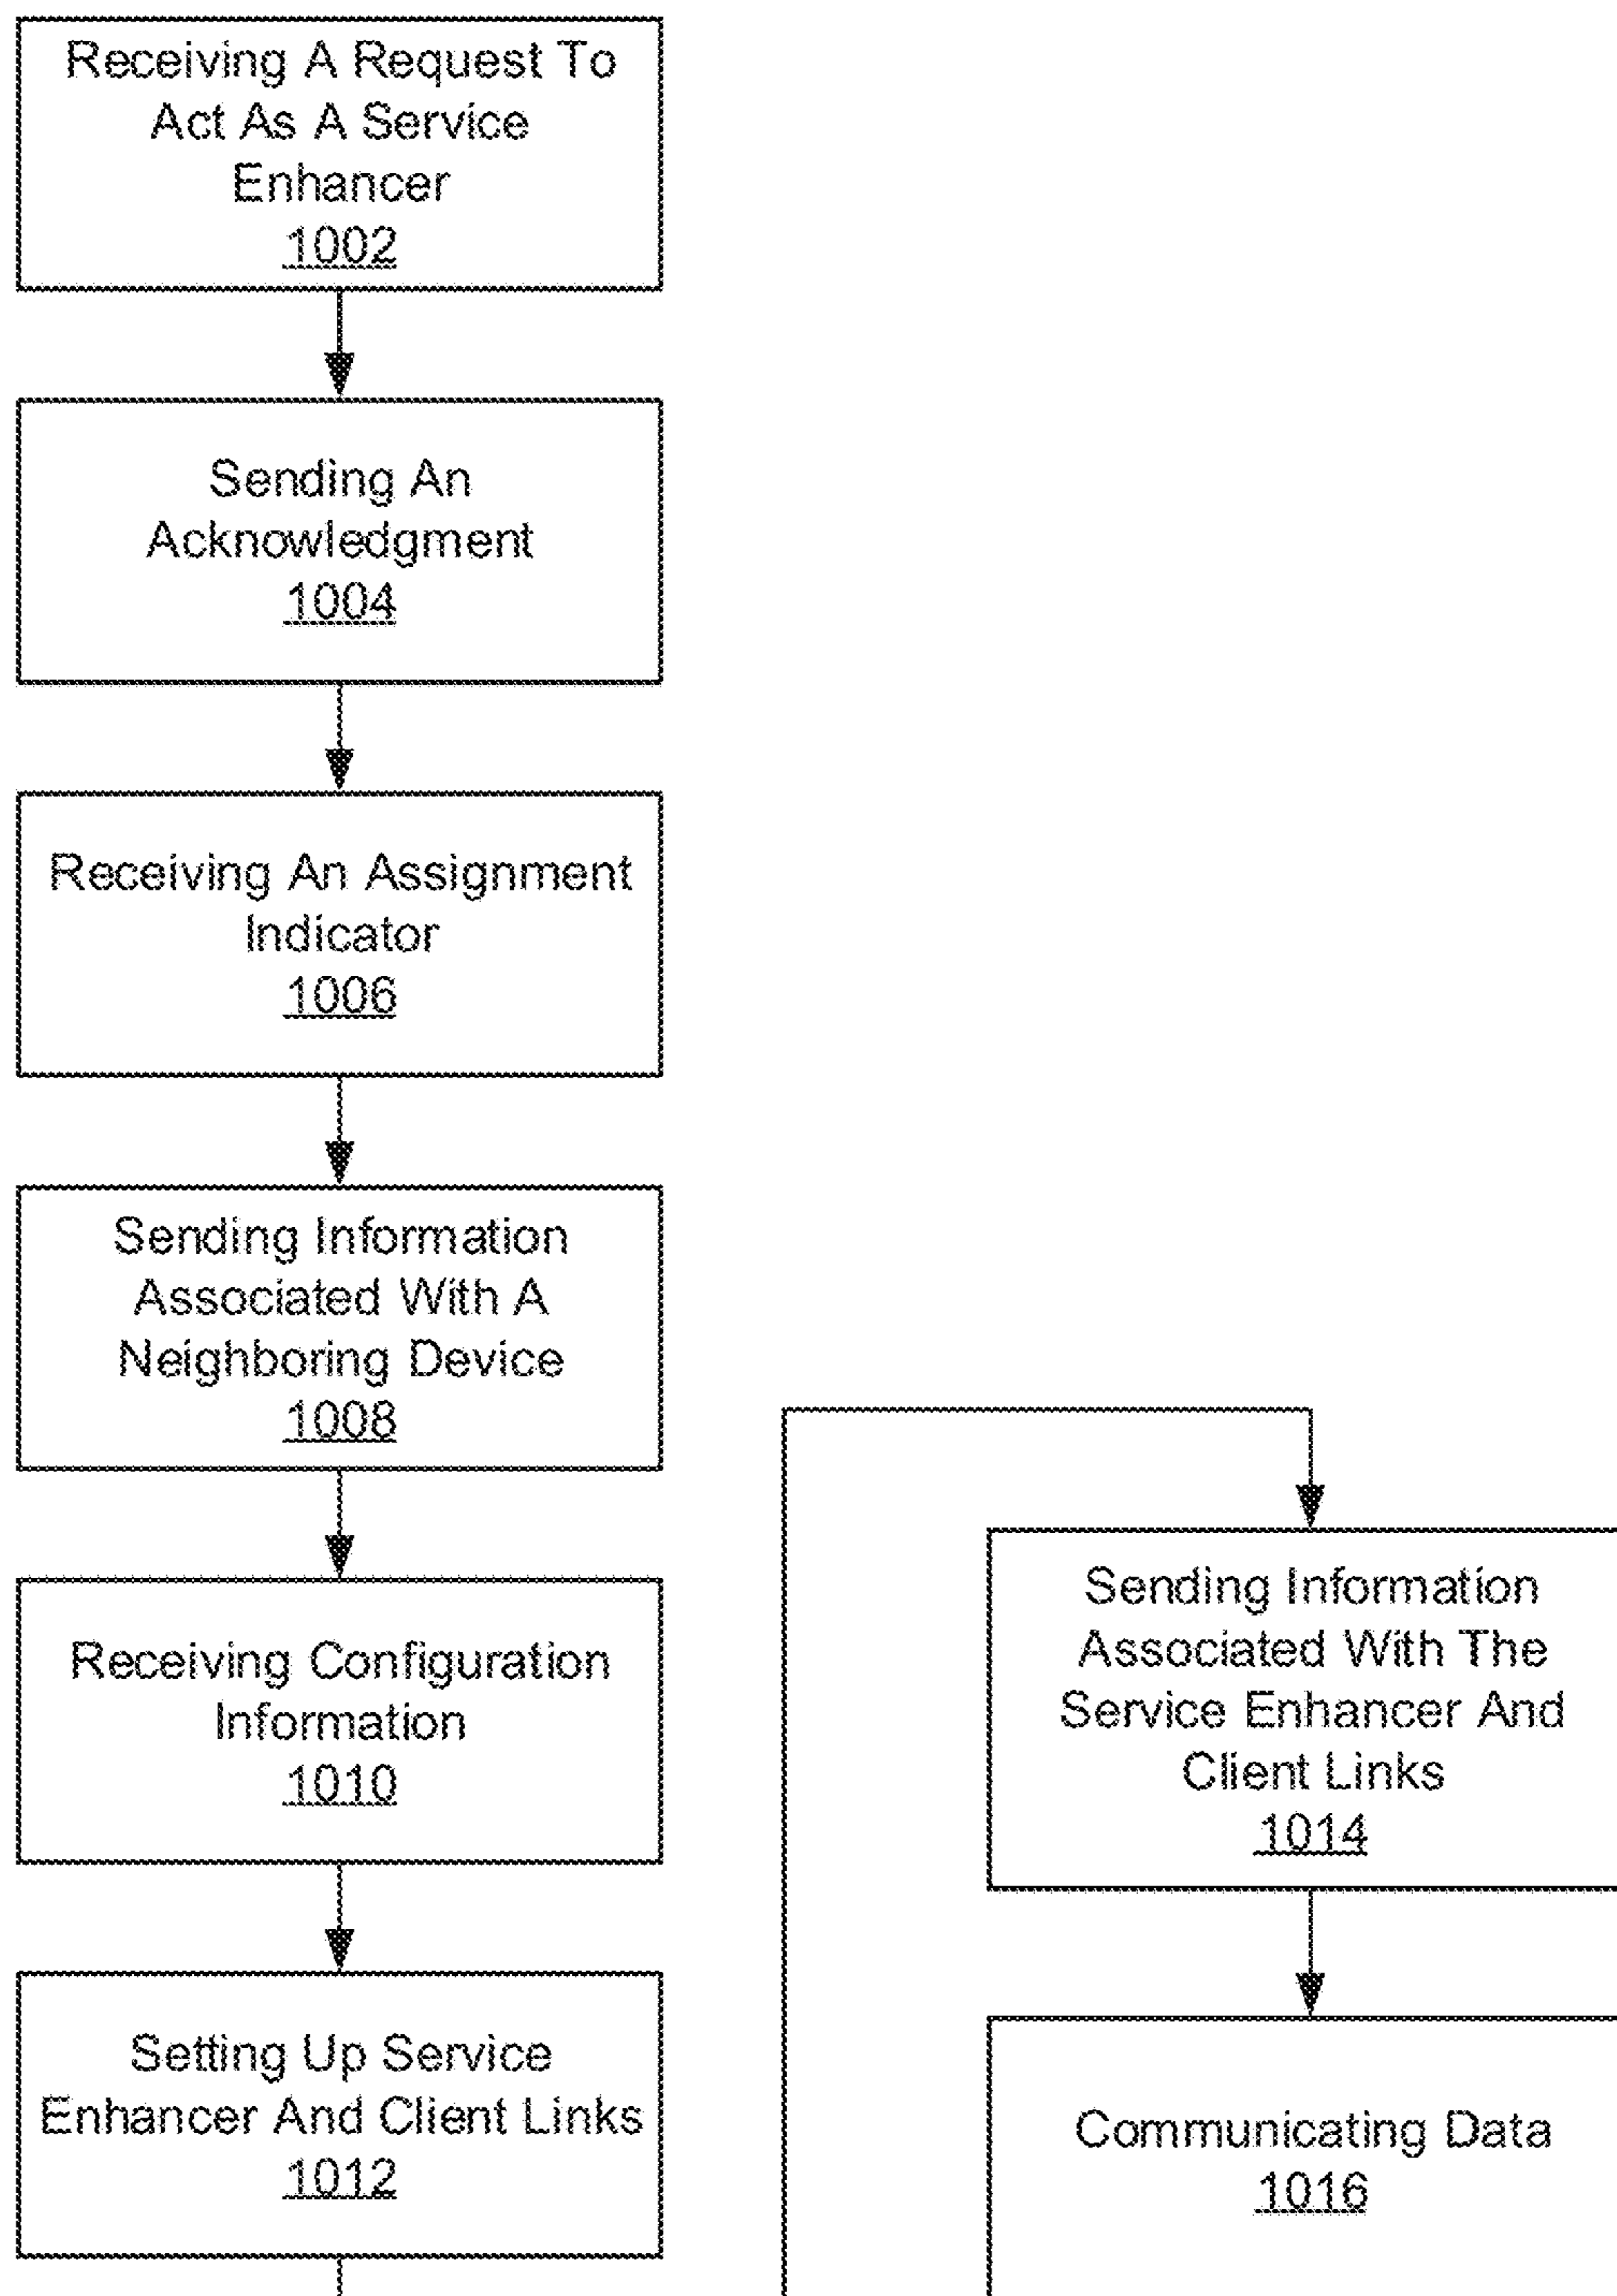 Receiving A Request To
Act As A Service
Enhancer
1002
Sending An
Acknowledgment
1004
Receiving An Assignment
Indicator
1006
Sending Information
Associated With A
Neighboring Device
1008
Receiving Configuration
Information
1010
Setting Up Service
Enhancer And Client Links
1012
Sending Information
Associated With The
Service Enhancer And
Client Links
1014
Communicating Data
1016